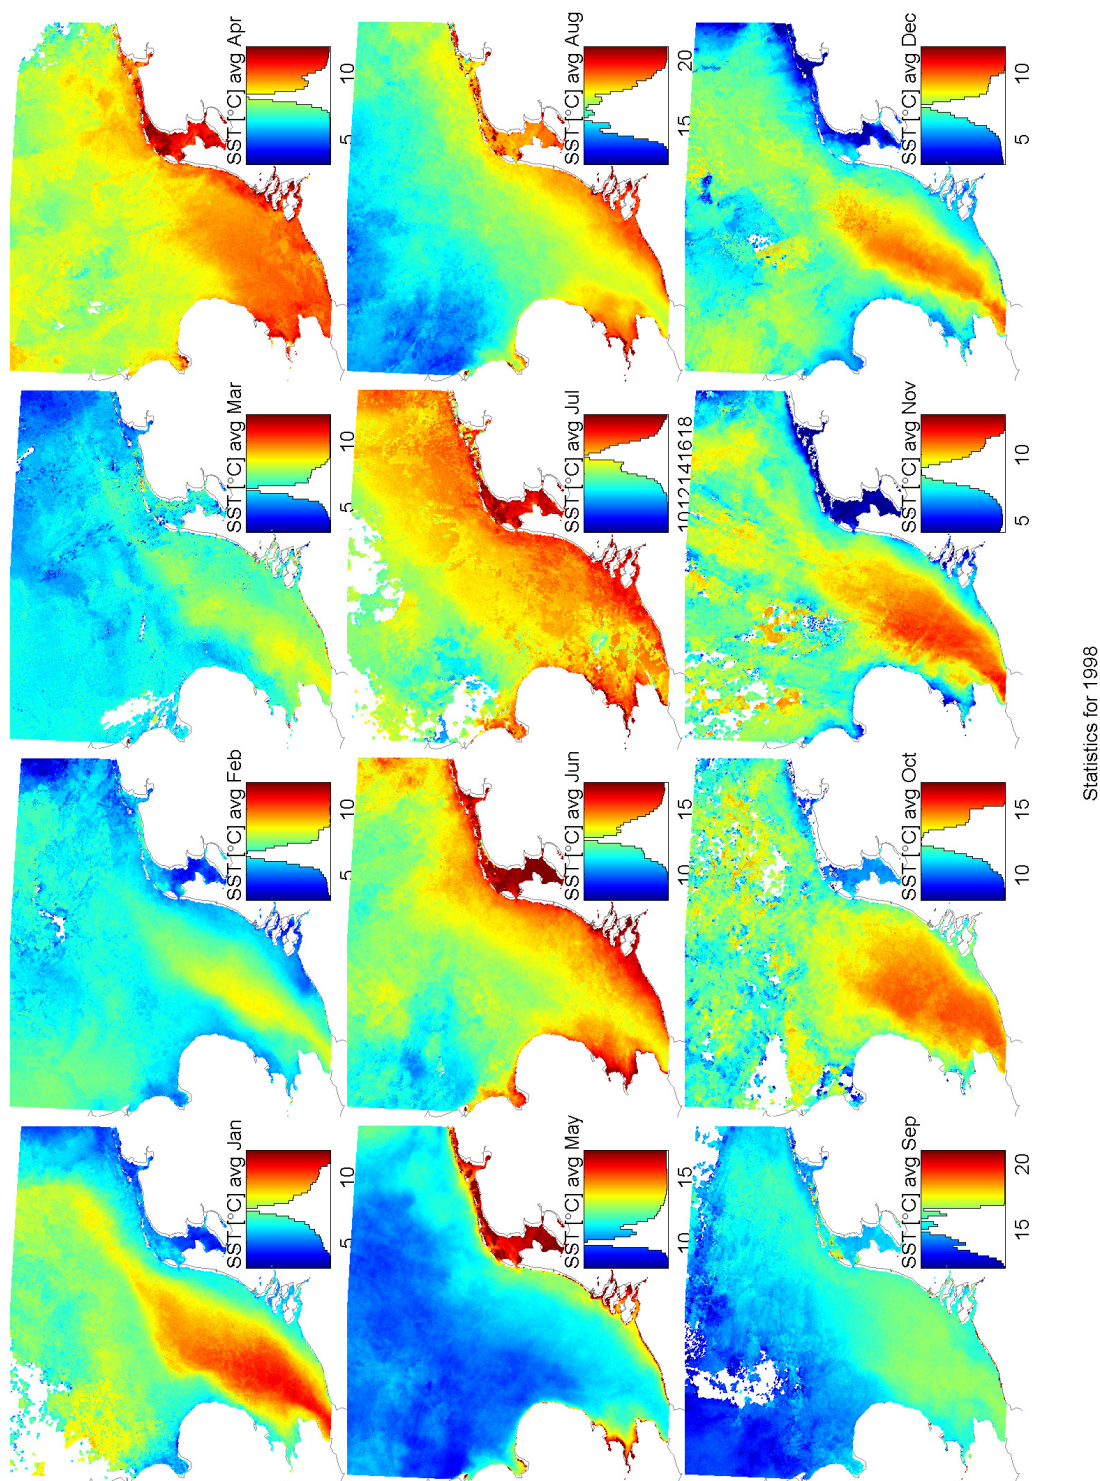 SST [°C] avg Jan
5 10
SST [°C] avg Feb
5 10
SST [°C] avg Mar
5 10
SST [°C] avg Apr
5 10
SST [°C] avg May
10 15
SST [°C] avg Jun
10 15
SST [°C] avg Jul
1012141618
SST [°C] avg Aug
15 20
SST [°C] avg Sep
15 20
SST [°C] avg Oct
10 15
SST [°C] avg Nov
5 10
SST [°C] avg Dec
5 10
Statistics for 1998